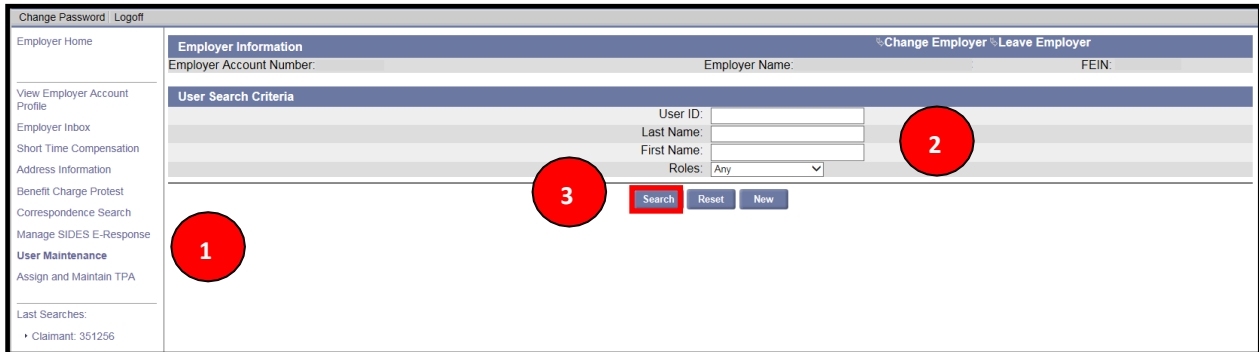 Change Password Logoff
Employer Home
Employer Information
Change Employer Leave Employer
Employer Account Number: Employer Name: FEIN:
View Employer Account
Profile
Employer Inbox
Short Time Compensation
Address Information
Benefit Charge Protest
Correspondence Search
Manage SIDES E-Response
User Maintenance
Assign and Maintain TPA
Last Searches:
Claimant: 351256
1
User Search Criteria
User ID:
Last Name:
First Name:
Roles: Any
2
3
Search Reset New